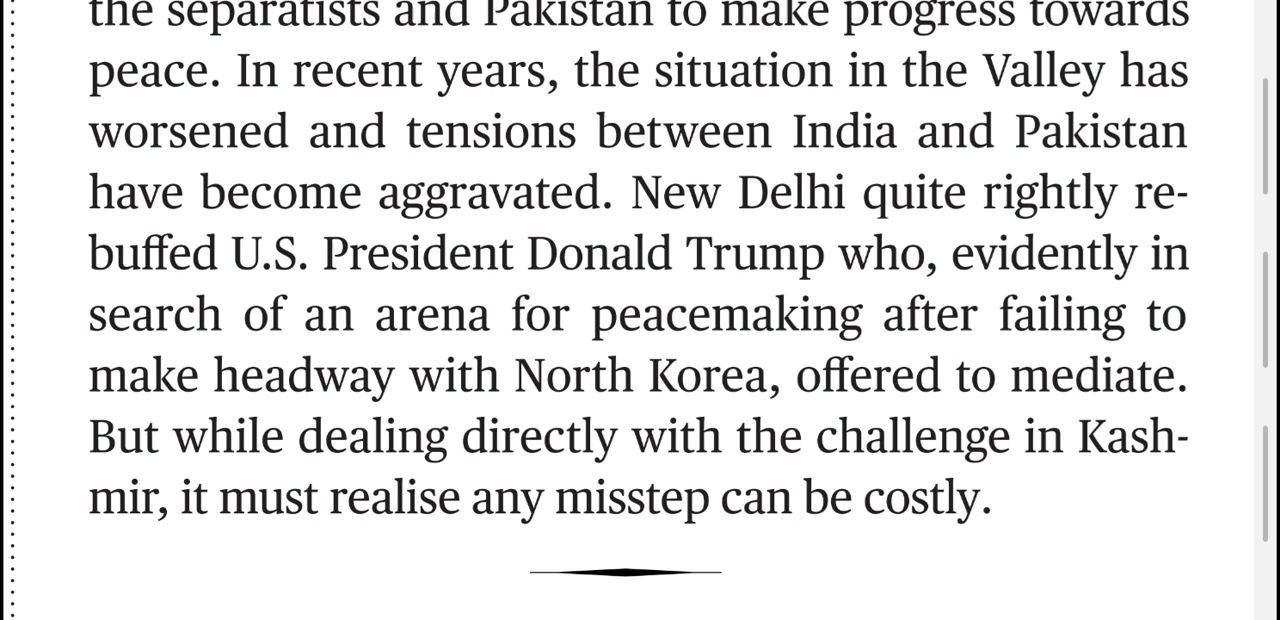 the separatists and Pakistan to make progress towards
peace. In recent years, the situation in the Valley has
worsened and tensions between India and Pakistan
have become aggravated. New Delhi quite rightly re-
buffed U.S. President Donald Trump who, evidently in
search of an arena for peacemaking after failing to
make headway with North Korea, offered to mediate.
But while dealing directly with the challenge in Kash-
mir, it must realise any misstep can be costly.